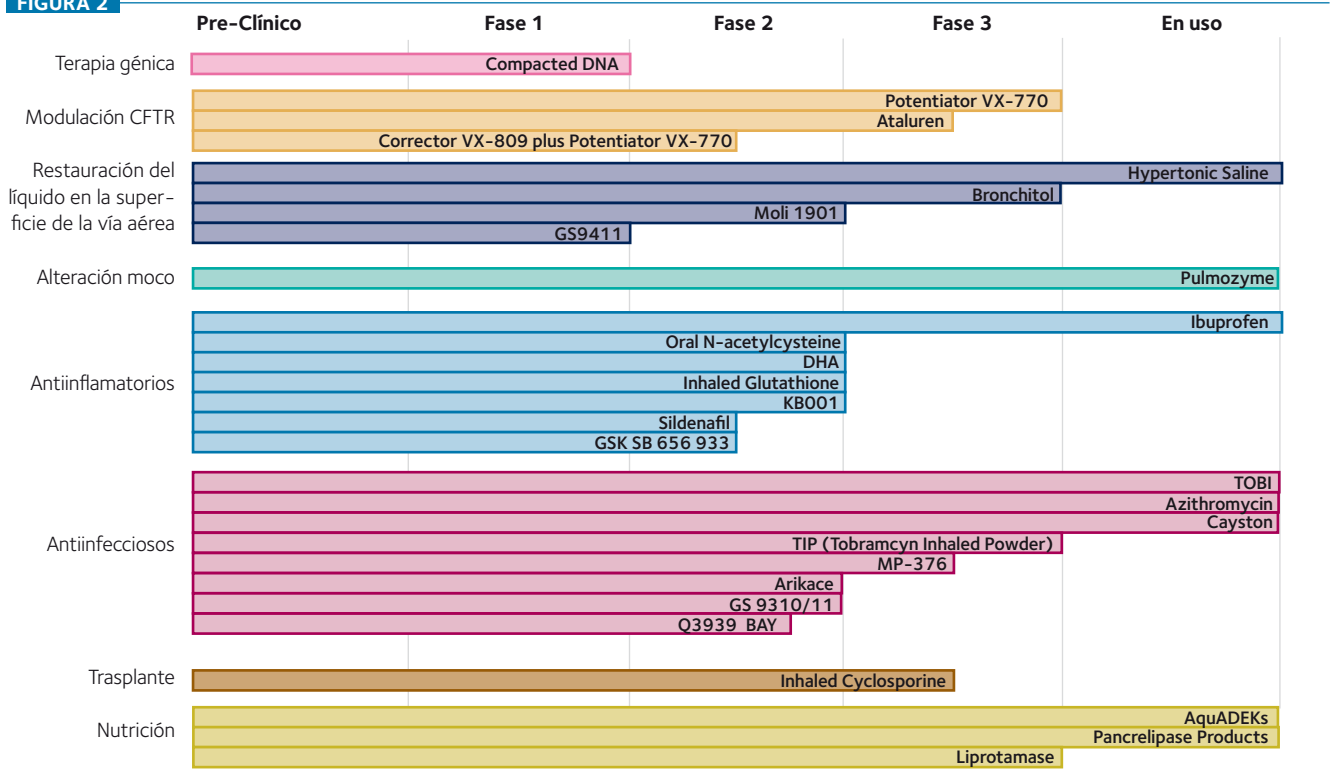 FIGURA 2
Pre-Clínico Fase 1 Fase 2 Fase 3 En uso
Terapia génica
Compacted DNA
Modulación CFTR
Potentiator VX-770
Ataluren
Corrector VX-809 plus Potentiator VX-770
Restauración del
líquido en la super-
ficie de la vía aérea
Hypertonic Saline
Bronchitol
Moli 1901
GS9411
Alteración moco
Pulmozyme
Antiinflamatorios
Ibuprofen
Oral N-acetylcysteine
DHA
Inhaled Glutathione
KB001
Sildenafil
GSK SB 656 933
Antiinfecciosos
TOBI
Azithromycin
Cayston
TIP (Tobramcyn Inhaled Powder)
MP-376
Arikace
GS 9310/11
Q3939 BAY
Trasplante
Inhaled Cyclosporine
Nutrición
AquADEKs
Pancrelipase Products
Liprotamase